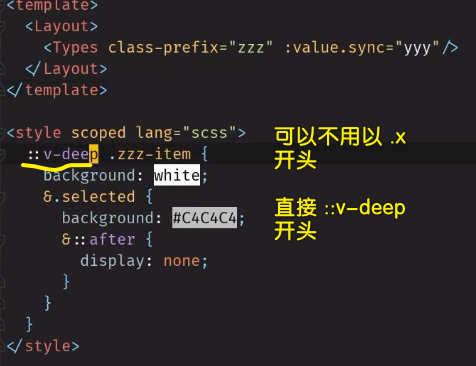 <template>
  <Layout>
    <Types class-prefix="zzz" :value.sync="yyy"/>
  </Layout>
</template>
<style scoped lang="scss">
  ::v-deep .zzz-item {
    background: white;
    &.selected {
      background: #C4C4C4;
      &::after {
        display: none;
      }
    }
  }
</style>
可以不用以 .x
开头
直接 ::v-deep
开头